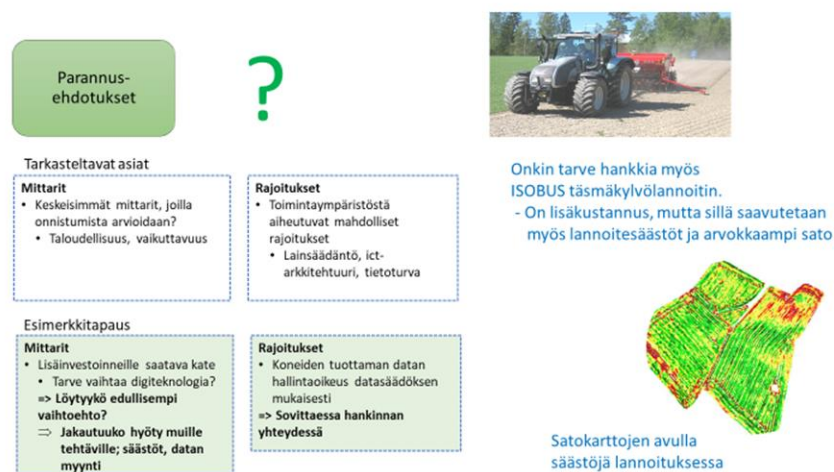 Parannus-
ehdotukset
?
Tarkasteltavat asiat
Mittarit
• Keskeisimmät mittarit, joilla
onnistumista arvioidaan?
• Taloudellisuus, vaikuttavuus
Rajoitukset
• Toimintaympäristöstä
aiheutuvat mahdolliset
rajoitukset
• Lainsäädäntö, ict-
arkkitehtuuri, tietoturva
Esimerkkitapaus
Mittarit
• Lisäinvestoinneille saatava kate
• Tarve vaihtaa digiteknologia?
=> Löytyykö edullisempi
vaihtoehto?
⇒ Jakautuuko hyöty muille
tehtäville; säästöt, datan
myynti
Rajoitukset
• Koneiden tuottaman datan
hallintaoikeus datasäädöksen
mukaisesti
=> Sovittaessa hankinnan
yhteydessä
Onkin tarve hankkia myös
ISOBUS täsmäkylvölannoitin.
- On lisäkustannus, mutta sillä saavutetaan
myös lannoitesäästöt ja arvokkaampi sato
Satokarttojen avulla
säästöjä lannoituksessa